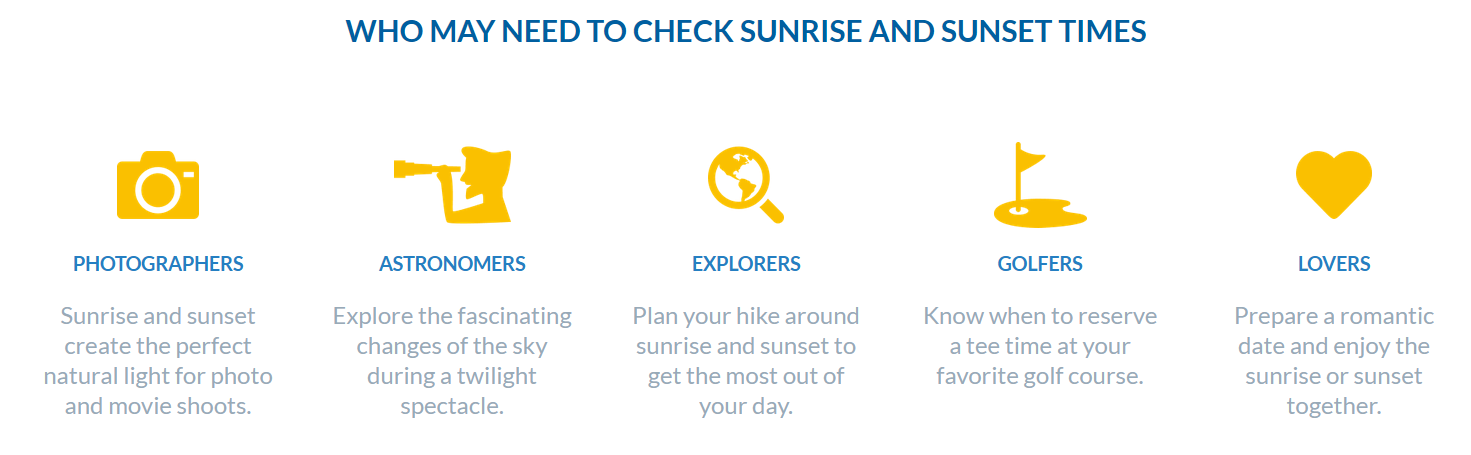 WHO MAY NEED TO CHECK SUNRISE AND SUNSET TIMES
PHOTOGRAPHERS
Sunrise and sunset
create the perfect
natural light for photo
and movie shoots.
ASTRONOMERS
Explore the fascinating
changes of the sky
during a twilight
spectacle.
EXPLORERS
Plan your hike around
sunrise and sunset to
get the most out of
your day.
GOLFERS
Know when to reserve
a tee time at your
favorite golf course.
LOVERS
Prepare a romantic
date and enjoy the
sunrise or sunset
together.